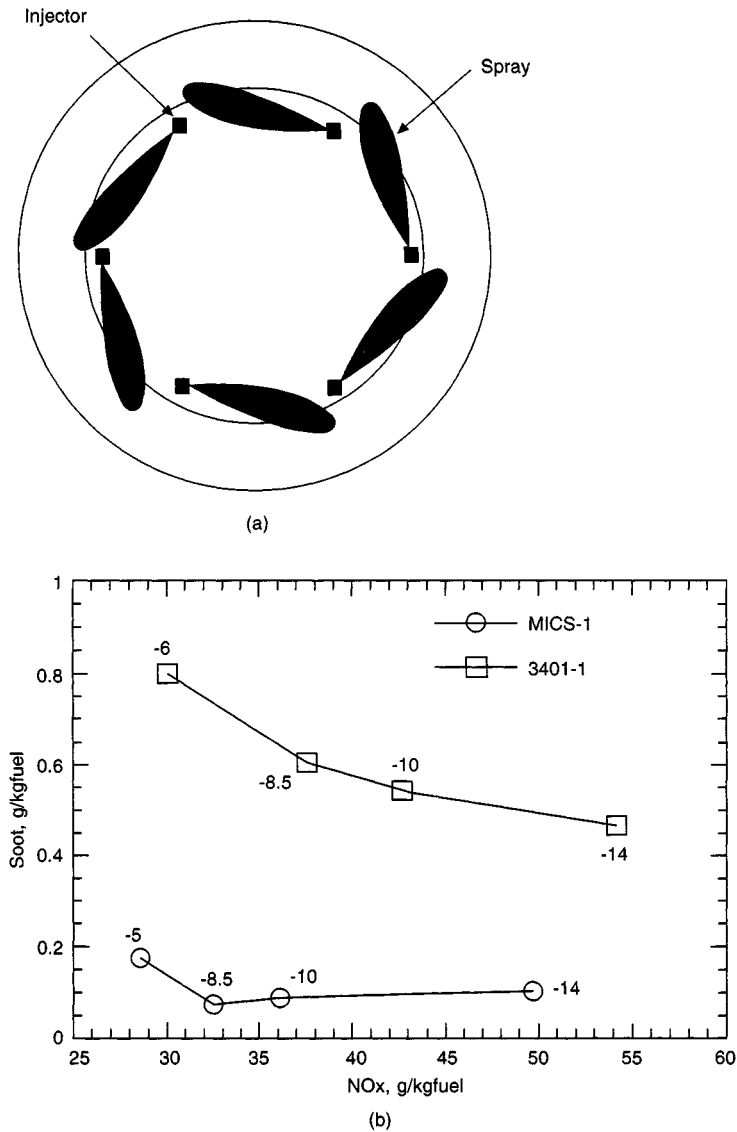 Injector
Spray
(a)
1
0.8
0.6
0.4
0.2
0
Soot, g/kgfuel
MICS-1
3401-1
-6
-8.5
-10
-14
-5
-8.5
-10
-14
25 30 35 40 45 50 55 60
NOx, g/kgfuel
(b)